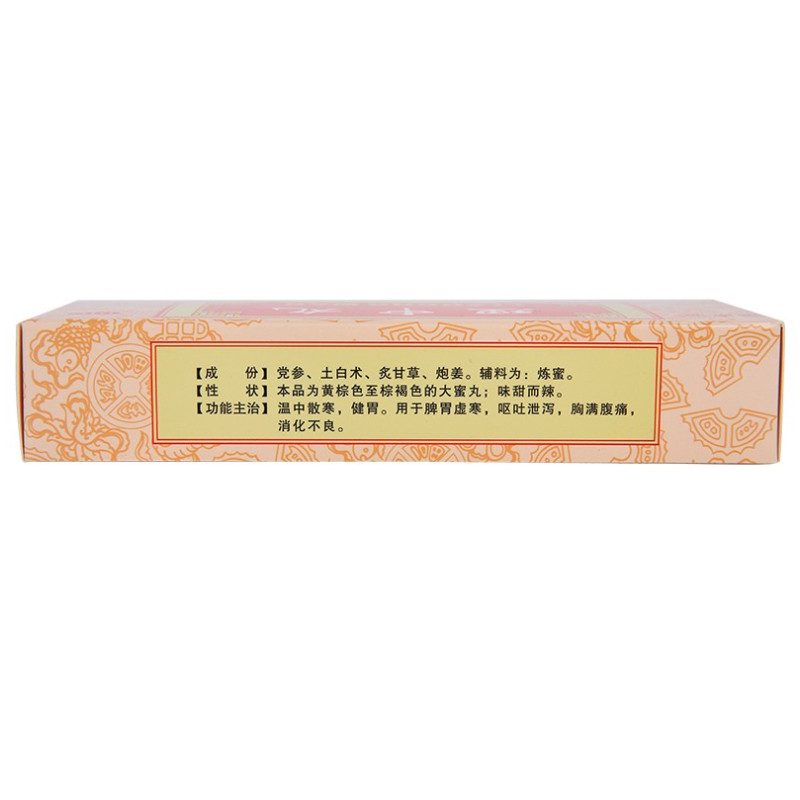 【成　份】党参、土白术、炙甘草、炮姜。辅料为：炼蜜。
【性　状】本品为黄棕色至棕褐色的大蜜丸；味甜而辣。
【功能主治】温中散寒，健胃。用于脾胃虚寒，呕吐泄泻，胸满腹痛，
消化不良。